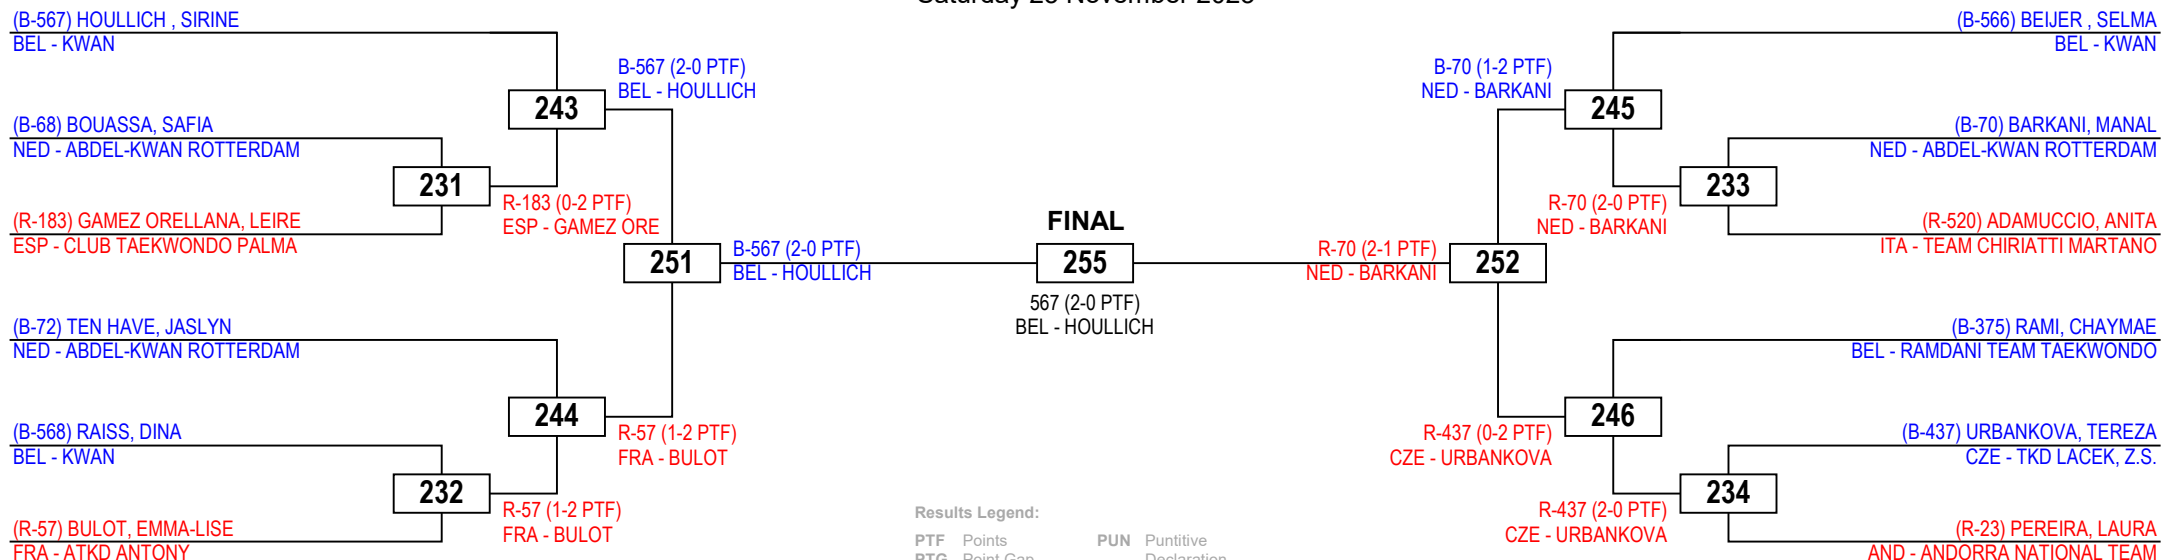 (B-567) HOULLICH , SIRINE
BEL - KWAN
(B-68) BOUASSA, SAFIA
NED - ABDEL-KWAN ROTTERDAM
(R-183) GAMEZ ORELLANA, LEIRE
ESP - CLUB TAEKWONDO PALMA
(B-72) TEN HAVE, JASLYN
NED - ABDEL-KWAN ROTTERDAM
(B-568) RAISS, DINA
BEL - KWAN
(R-57) BULOT, EMMA-LISE
FRA - ATKD ANTONY
231
R-183 (0-2 PTF)
ESP - GAMEZ ORE
232
R-57 (1-2 PTF)
FRA - BULOT
243
B-567 (2-0 PTF)
BEL - HOULLICH
244
R-57 (1-2 PTF)
FRA - BULOT
251
B-567 (2-0 PTF)
BEL - HOULLICH
FINAL
255
567 (2-0 PTF)
BEL - HOULLICH
R-70 (2-1 PTF)
NED - BARKANI
252
B-70 (1-2 PTF)
NED - BARKANI
245
R-437 (0-2 PTF)
CZE - URBANKOVA
246
R-70 (2-0 PTF)
NED - BARKANI
233
R-437 (2-0 PTF)
CZE - URBANKOVA
234
(B-566) BEIJER , SELMA
BEL - KWAN
(B-70) BARKANI, MANAL
NED - ABDEL-KWAN ROTTERDAM
(R-520) ADAMUCCIO, ANITA
ITA - TEAM CHIRIATTI MARTANO
(B-375) RAMI, CHAYMAE
BEL - RAMDANI TEAM TAEKWONDO
(B-437) URBANKOVA, TEREZA
CZE - TKD LACEK, Z.S.
(R-23) PEREIRA, LAURA
AND - ANDORRA NATIONAL TEAM
Results Legend:
PTF Points PUN Puntitive
PTG Point Gap Declaration